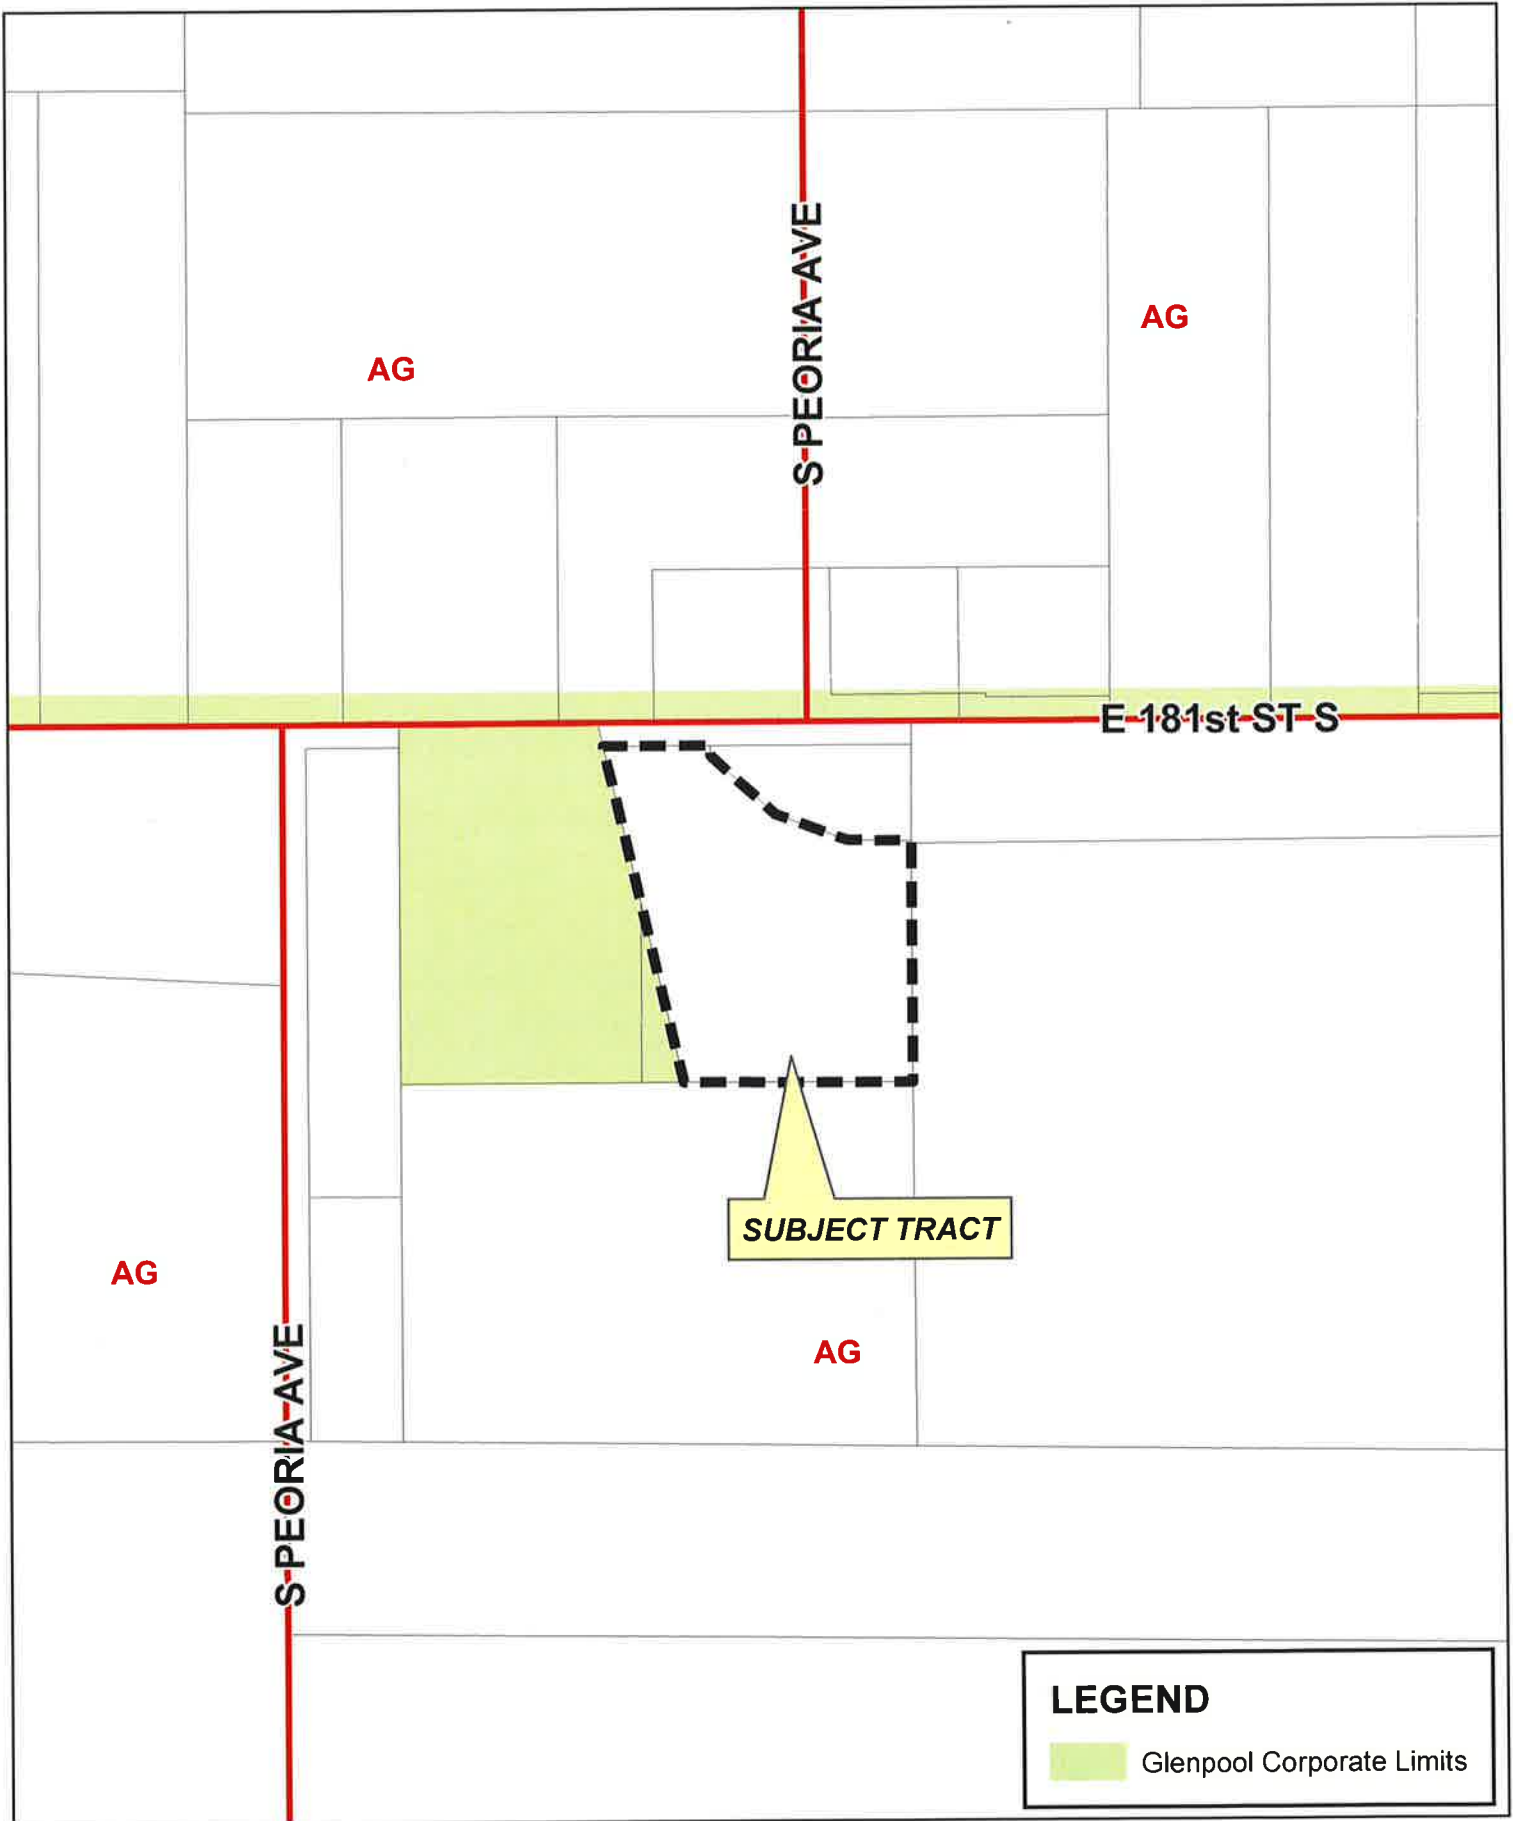 S PEORIA AVE
AG
AG
E 181st ST S
SUBJECT TRACT
AG
AG
S PEORIA AVE
LEGEND
Glenpool Corporate Limits